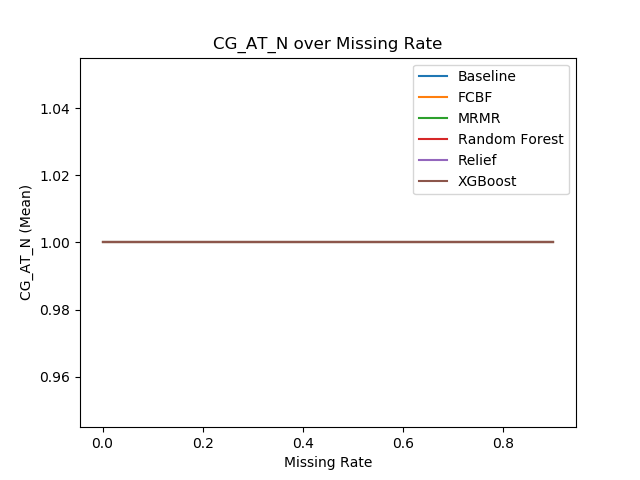 CG_AT_N over Missing Rate
Baseline
FCBF
MRMR
Random Forest
Relief
XGBoost
CG_AT_N (Mean)
1.04
1.02
1.00
0.98
0.96
0.0 0.2 0.4 0.6 0.8
Missing Rate